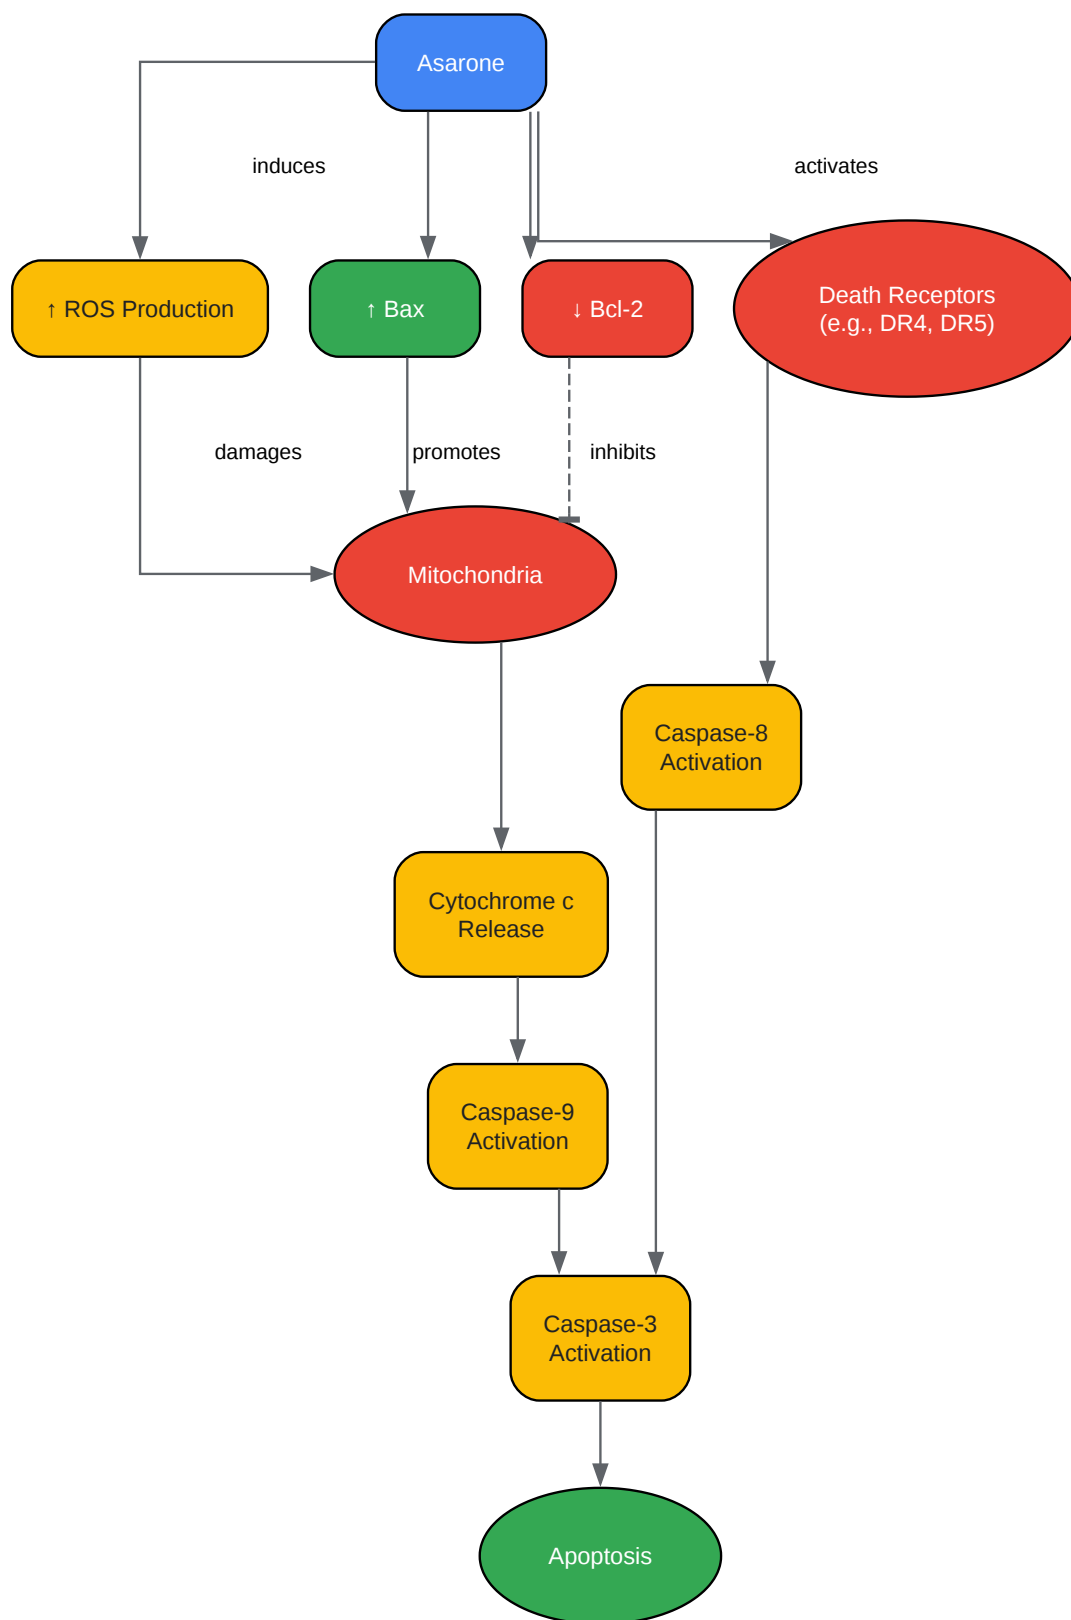 Asarone
induces
activates
↑ ROS Production
↑ Bax
↓ Bcl-2
Death Receptors
(e.g., DR4, DR5)
damages
promotes
inhibits
Mitochondria
Caspase-8
Activation
Cytochrome c
Release
Caspase-9
Activation
Caspase-3
Activation
Apoptosis